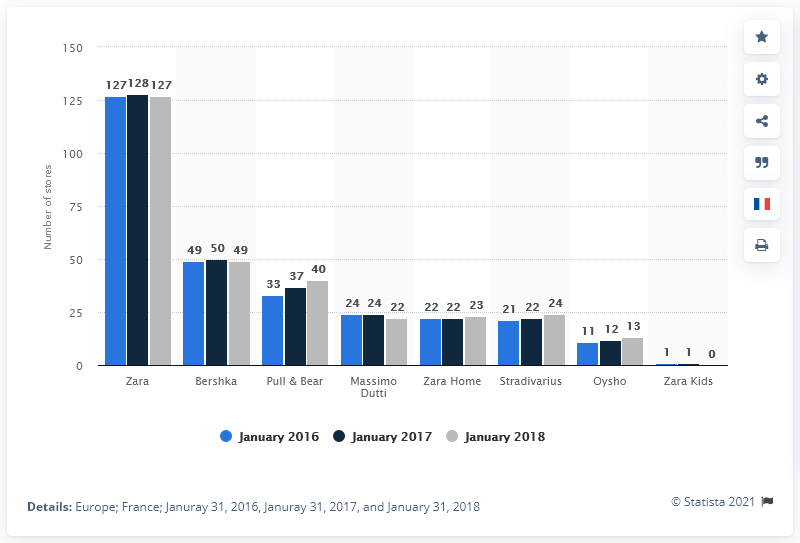 150
125
100
75
50
25
0
Number of stores
127 128 127
49 50 49
33 37 40
24 24 22
22 22 23
21 22 24
11 12 13
1 1 0
Zara
Bershka
Pull & Bear
Massimo
Dutti
Zara Home
Stradivarius
Oysho
Zara Kids
January 2016 January 2017 January 2018
Details: Europe; France; Januray 31, 2016, Januray 31, 2017, and January 31, 2018
© Statista 2021